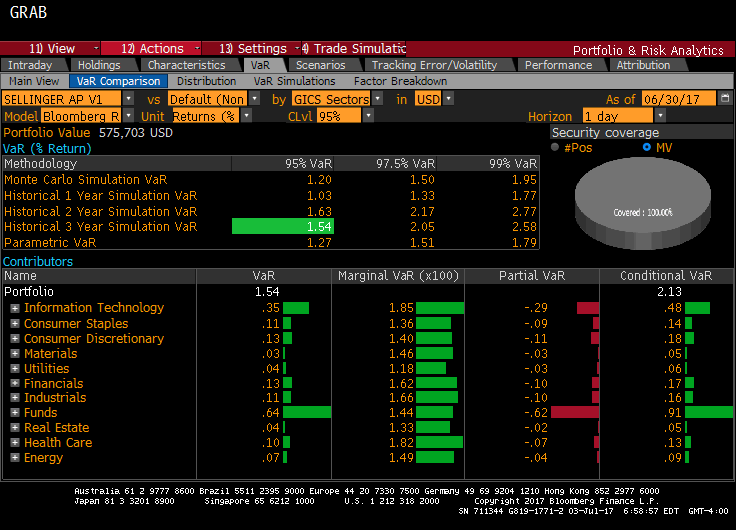 GRAB
11) View 12) Actions 13) Settings 4) Trade Simulatic Portfolio & Risk Analytics
Intraday Holdings Characteristics VaR Scenarios Tracking Error/Volatility Performance Attribution
Main View VaR Comparison Distribution VaR Simulations Factor Breakdown
SELLINGER AP V1 vs Default (Non by GICS Sectors in USD As of 06/30/17
Model Bloomberg R Unit Returns (% CLvl 95% Horizon 1 day
Portfolio Value 575,703 USD Security coverage
VaR (% Return) #Pos MV
Methodology 95% VaR 97.5% VaR 99% VaR
Monte Carlo Simulation VaR 1.20 1.50 1.95
Historical 1 Year Simulation VaR 1.03 1.33 1.77
Historical 2 Year Simulation VaR 1.63 2.17 2.77
Covered: 100.00%
Historical 3 Year Simulation VaR 1.54 2.05 2.58
Parametric VaR 1.27 1.51 1.79
Contributors
Name VaR Marginal VaR (x100) Partial VaR Conditional VaR
Portfolio 1.54 2.13
Information Technology .35 1.85 -.29 .48
Consumer Staples .11 1.36 -.09 .14
Consumer Discretionary .13 1.40 -.11 .18
Materials .03 1.46 -.03 .05
Utilities .04 1.18 -.03 .06
Financials .13 1.62 -.10 .17
Industrials .11 1.66 -.10 .16
Funds .64 1.44 -.62 .91
Real Estate .04 1.33 -.02 .05
Health Care .10 1.82 -.07 .13
Energy .07 1.49 -.04 .09
Australia 61 2 9777 8600 Brazil 5511 2395 9000 Europe 44 20 7330 7500 Germany 49 69 9204 1210 Hong Kong 852 2977 6000
Japan 81 3 3201 8900 Singapore 65 6212 1000 U.S. 1 212 318 2000 Copyright 2017 Bloomberg Finance L.P.
SN 711344 G819-1771-2 03-Jul-17 6:58:57 EDT GMT-4:00